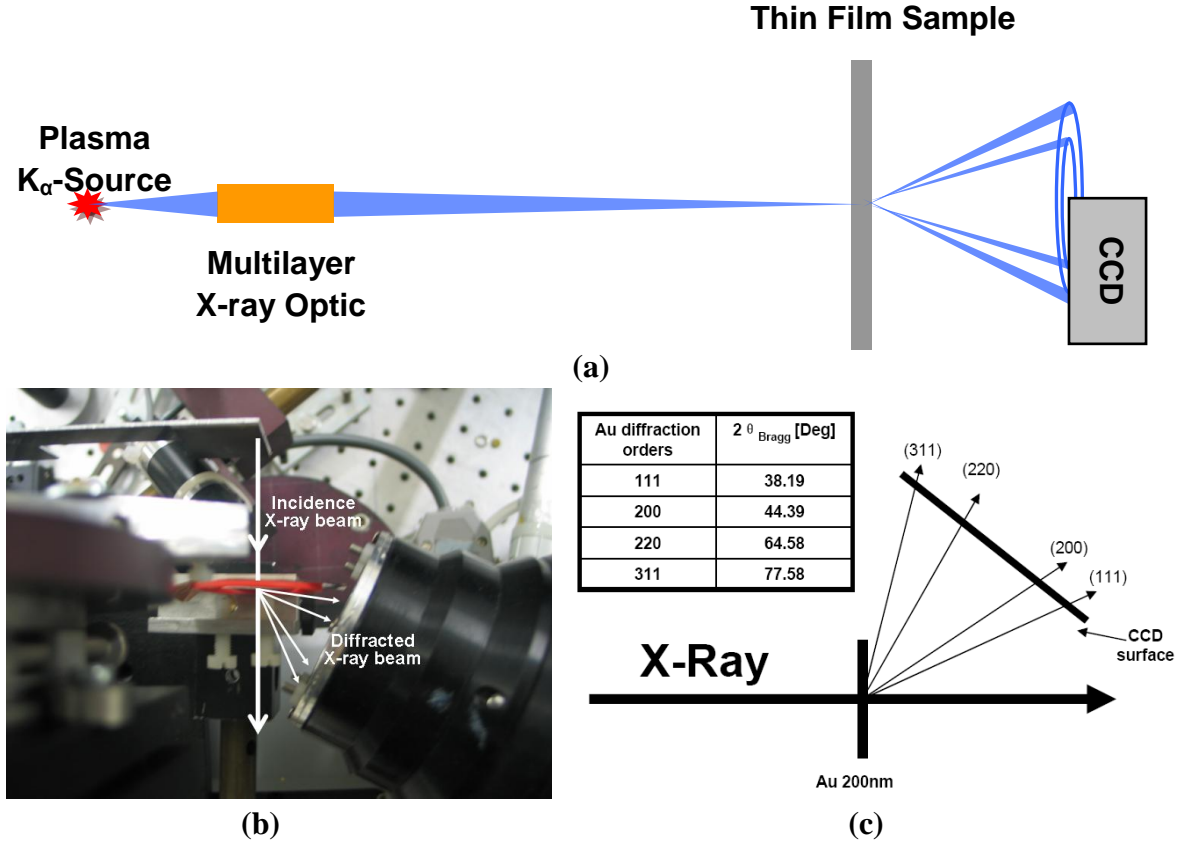 Thin Film Sample
Plasma
Kα-Source
Multilayer
X-ray Optic
CCD
(a)
Incidence
X-ray beam
Diffracted
X-ray beam
(b)
Au diffraction orders	2 θ Bragg [Deg]
111	38.19
200	44.39
220	64.58
311	77.58
(311)
(220)
(200)
(111)
CCD
surface
X-Ray
Au 200nm
(c)